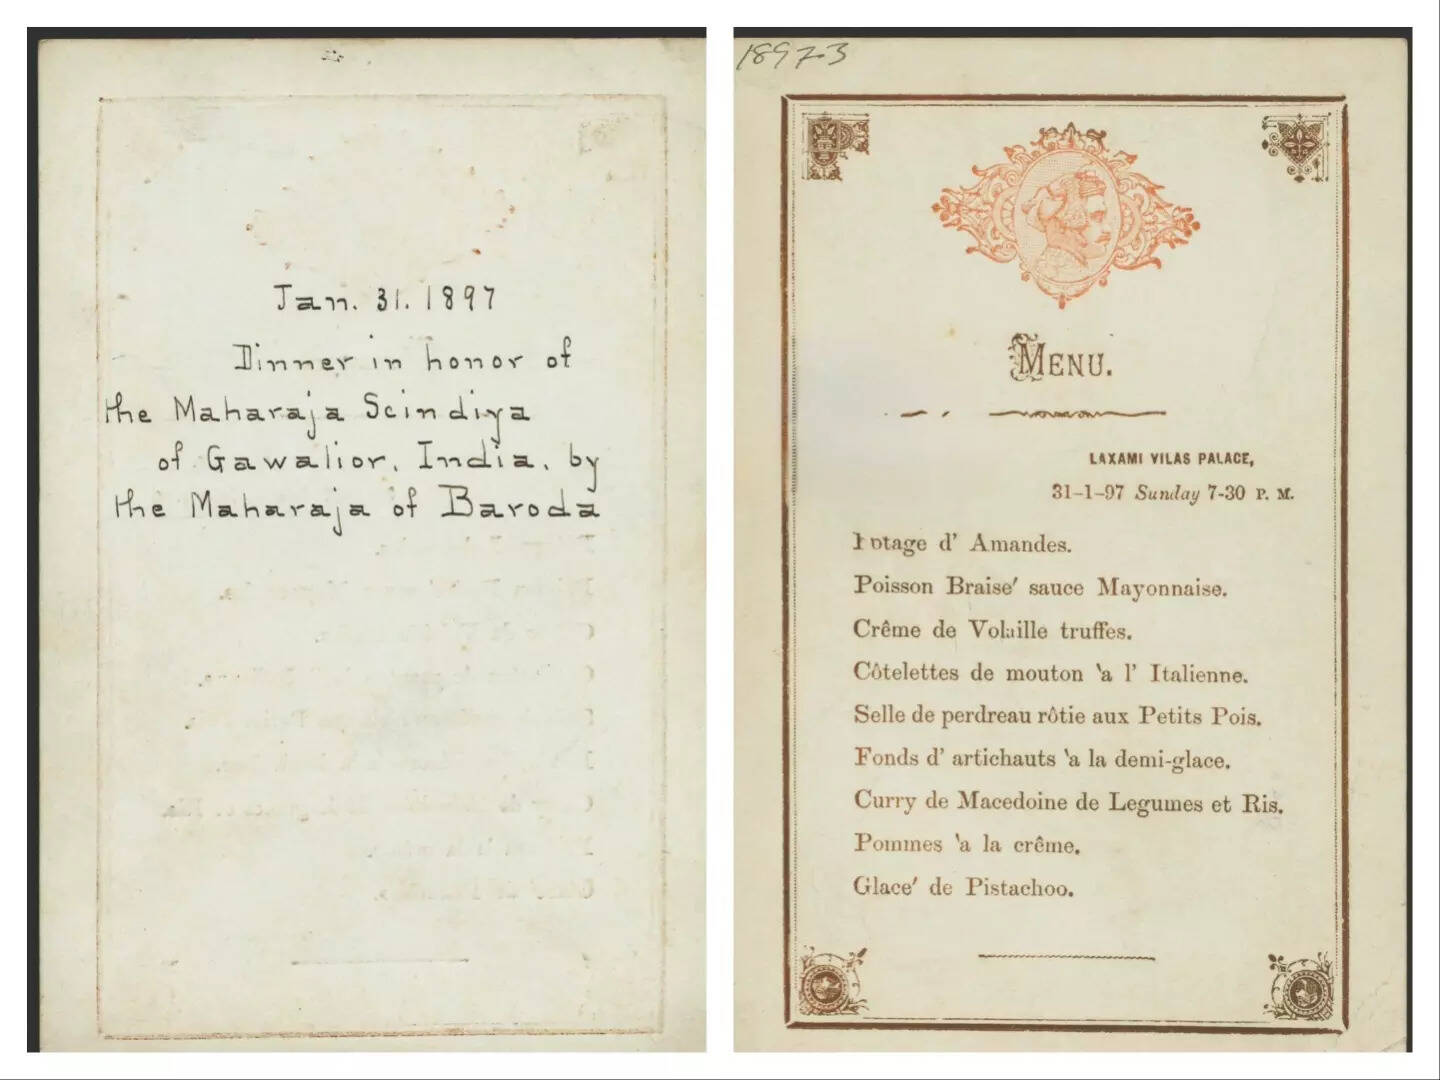 Jan. 31. 1897
Dinner in honor of
the Maharaja Scindiya
of Gawalior, India, by
the Maharaja of Baroda
1897-3
MENU.
LAXAMI VILAS PALACE,
31-1-97 Sunday 7-30 P. M.
Potage d' Amandes.
Poisson Braise' sauce Mayonnaise.
Crême de Volaille truffes.
Côtelettes de mouton 'a l' Italienne.
Selle de perdreau rôtie aux Petits Pois.
Fonds d' artichauts 'a la demi-glace.
Curry de Macedoine de Legumes et Ris.
Pommes 'a la crême.
Glace' de Pistachoo.